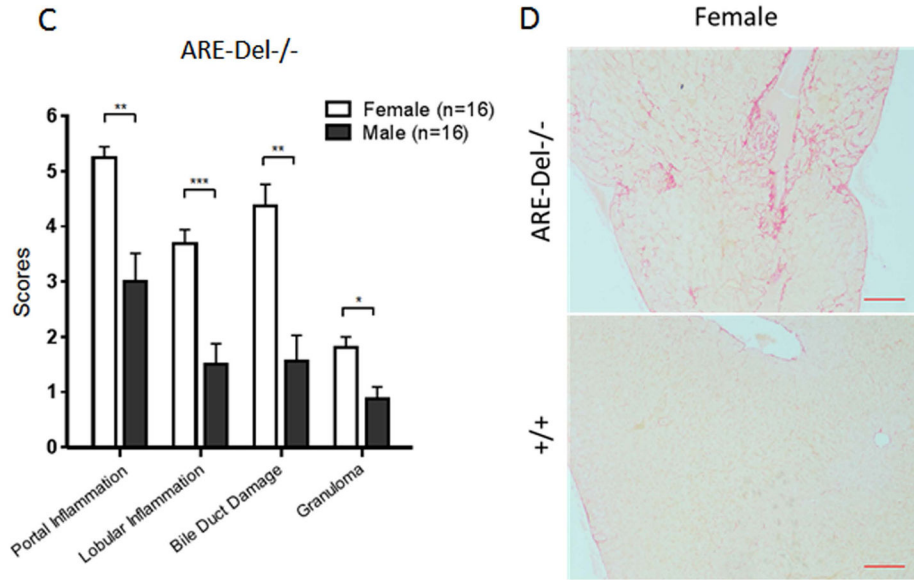 C
ARE-Del-/-
Female (n=16)
Male (n=16)
Scores
6
5
4
3
2
1
0
**
***
**
*
Portal Inflammation
Lobular Inflammation
Bile Duct Damage
Granuloma
D
Female
ARE-Del-/-
+/+